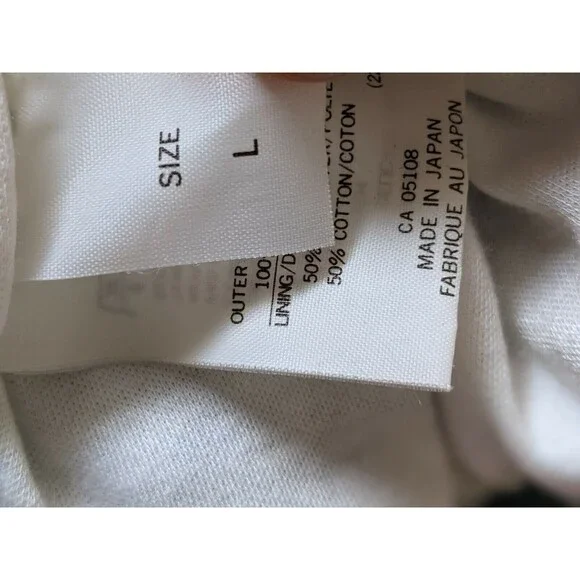 SIZE
L
OUTER
100
LINING/D
50%
50% COTTON/COTON
CA 05108
MADE IN JAPAN
FABRIQUE AU JAPON